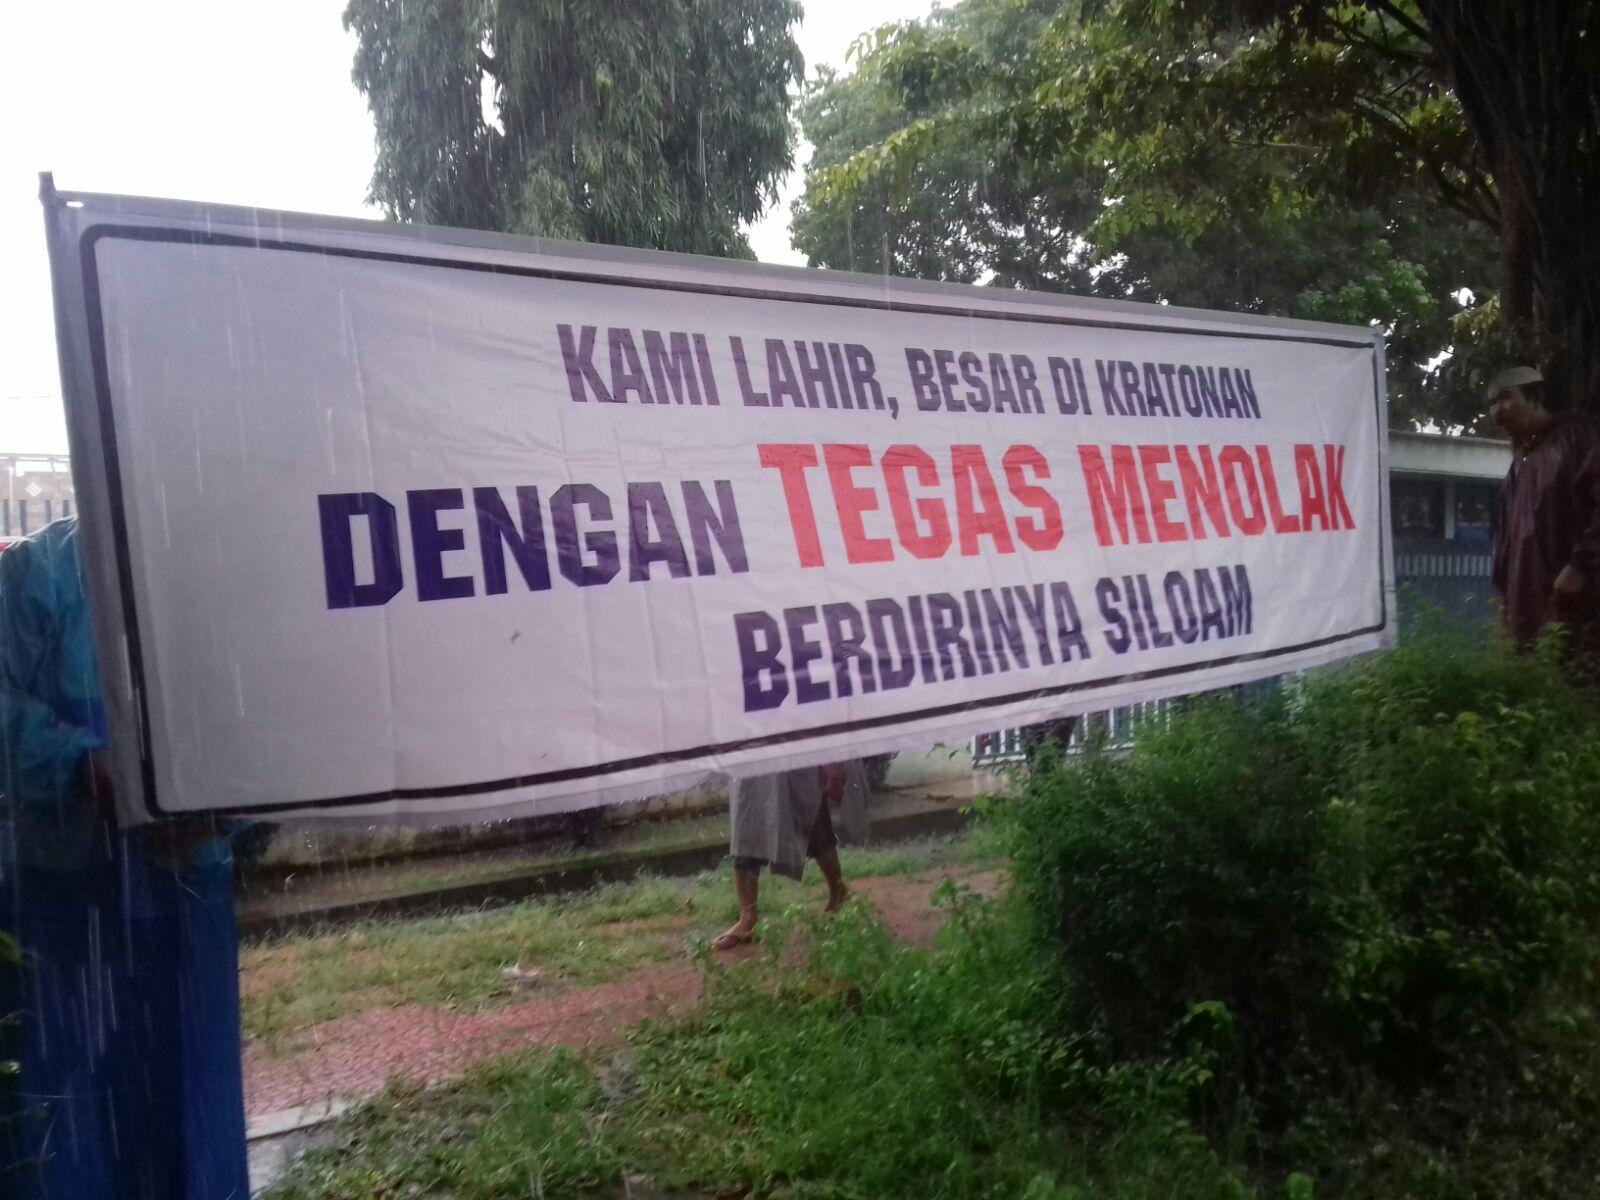 KAMI LAHIR, BESAR DI KRATONAN
DENGAN TEGAS MENOLAK
BERDIRINYA SILOAM